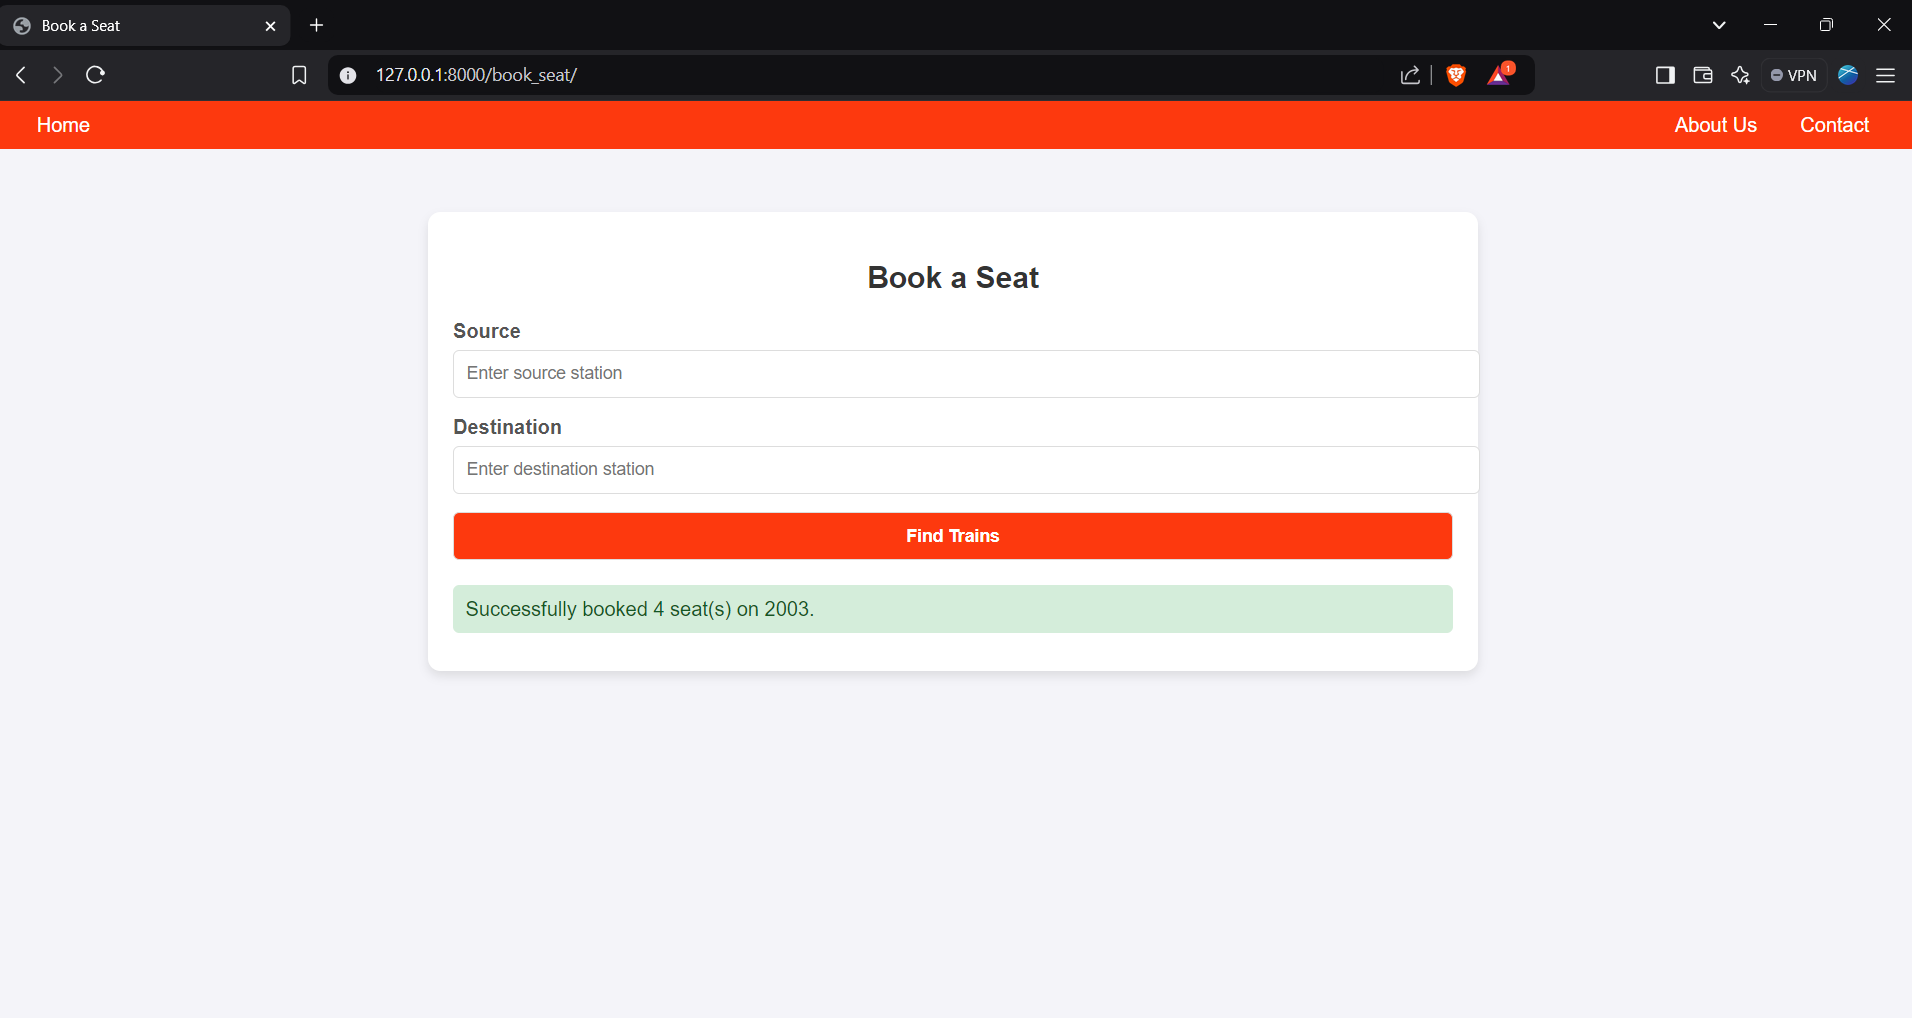 Book a Seat
127.0.0.1:8000/book_seat/
1
VPN
Home
About Us
Contact
Book a Seat
Source
Enter source station
Destination
Enter destination station
Find Trains
Successfully booked 4 seat(s) on 2003.